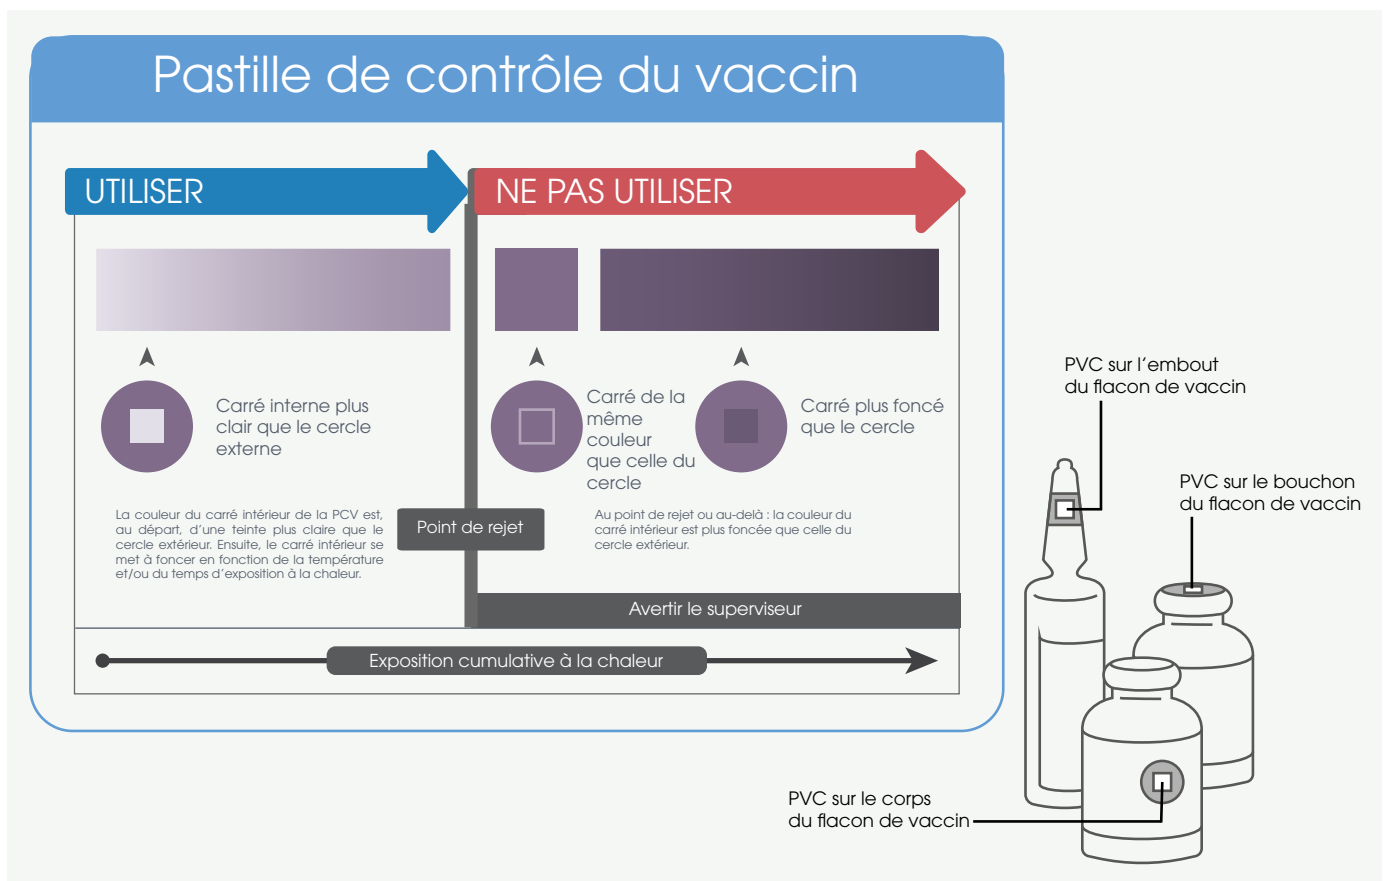 Pastille de contrôle du vaccin
UTILISER
NE PAS UTILISER
Carré interne plus
clair que le cercle
externe
Carré de la
même
couleur
que celle du
cercle
Carré plus foncé
que le cercle
La couleur du carré intérieur de la PCV est,
au départ, d'une teinte plus claire que le
cercle extérieur. Ensuite, le carré intérieur se
met à foncer en fonction de la température
et/ou du temps d'exposition à la chaleur.
Point de rejet
Au point de rejet ou au-delà : la couleur du
carré intérieur est plus foncée que celle du
cercle extérieur.
Avertir le superviseur
Exposition cumulative à la chaleur
PVC sur l'embout
du flacon de vaccin
PVC sur le bouchon
du flacon de vaccin
PVC sur le corps
du flacon de vaccin